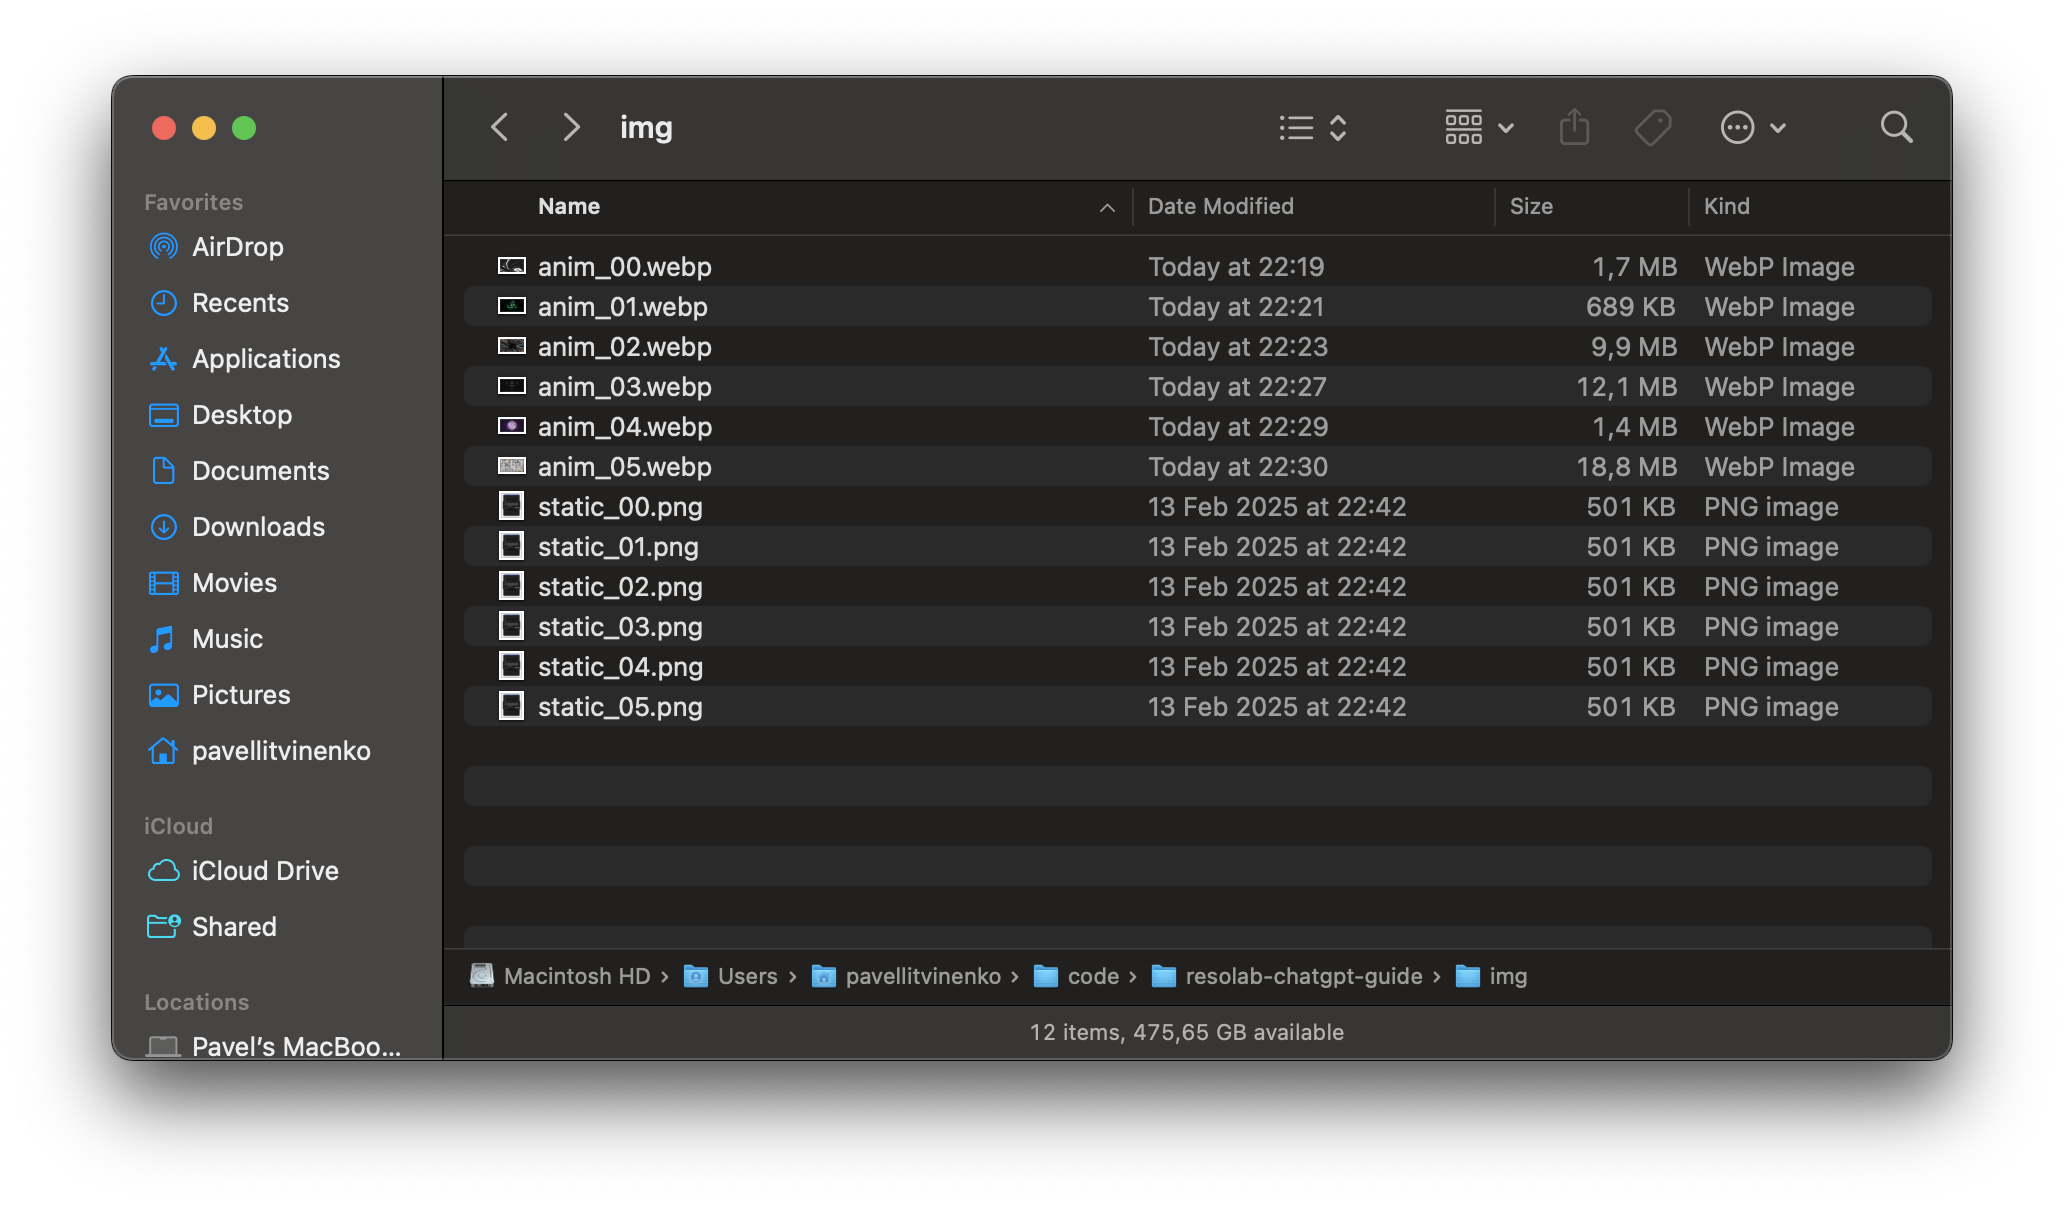 img
Favorites
AirDrop
Recents
Applications
Desktop
Documents
Downloads
Movies
Music
Pictures
pavellitvinenko
iCloud
iCloud Drive
Shared
Locations
Pavel’s MacBoo...
Name Date Modified Size Kind
anim_00.webp Today at 22:19 1,7 MB WebP Image
anim_01.webp Today at 22:21 689 KB WebP Image
anim_02.webp Today at 22:23 9,9 MB WebP Image
anim_03.webp Today at 22:27 12,1 MB WebP Image
anim_04.webp Today at 22:29 1,4 MB WebP Image
anim_05.webp Today at 22:30 18,8 MB WebP Image
static_00.png 13 Feb 2025 at 22:42 501 KB PNG image
static_01.png 13 Feb 2025 at 22:42 501 KB PNG image
static_02.png 13 Feb 2025 at 22:42 501 KB PNG image
static_03.png 13 Feb 2025 at 22:42 501 KB PNG image
static_04.png 13 Feb 2025 at 22:42 501 KB PNG image
static_05.png 13 Feb 2025 at 22:42 501 KB PNG image
Macintosh HD › Users › pavellitvinenko › code › resolab-chatgpt-guide › img
12 items, 475,65 GB available